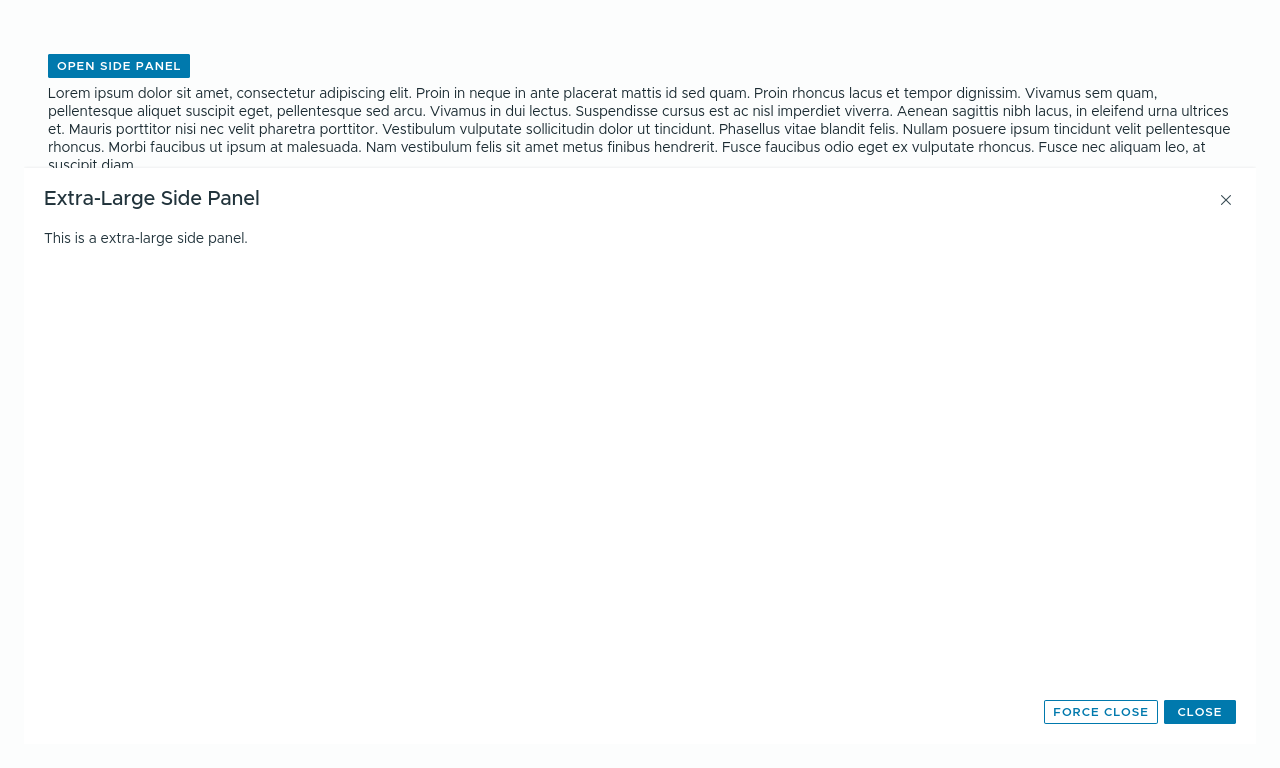 OPEN SIDE PANEL
Lorem ipsum dolor sit amet, consectetur adipiscing elit. Proin in neque in ante placerat mattis id sed quam. Proin rhoncus lacus et tempor dignissim. Vivamus sem quam,
pellentesque aliquet suscipit eget, pellentesque sed arcu. Vivamus in dui lectus. Suspendisse cursus est ac nisl imperdiet viverra. Aenean sagittis nibh lacus, in eleifend urna ultrices
et. Mauris porttitor nisi nec velit pharetra porttitor. Vestibulum vulputate sollicitudin dolor ut tincidunt. Phasellus vitae blandit felis. Nullam posuere ipsum tincidunt velit pellentesque
rhoncus. Morbi faucibus ut ipsum at malesuada. Nam vestibulum felis sit amet metus finibus hendrerit. Fusce faucibus odio eget ex vulputate rhoncus. Fusce nec aliquam leo, at
suscipit diam.
Extra-Large Side Panel
This is a extra-large side panel.
FORCE CLOSE
CLOSE